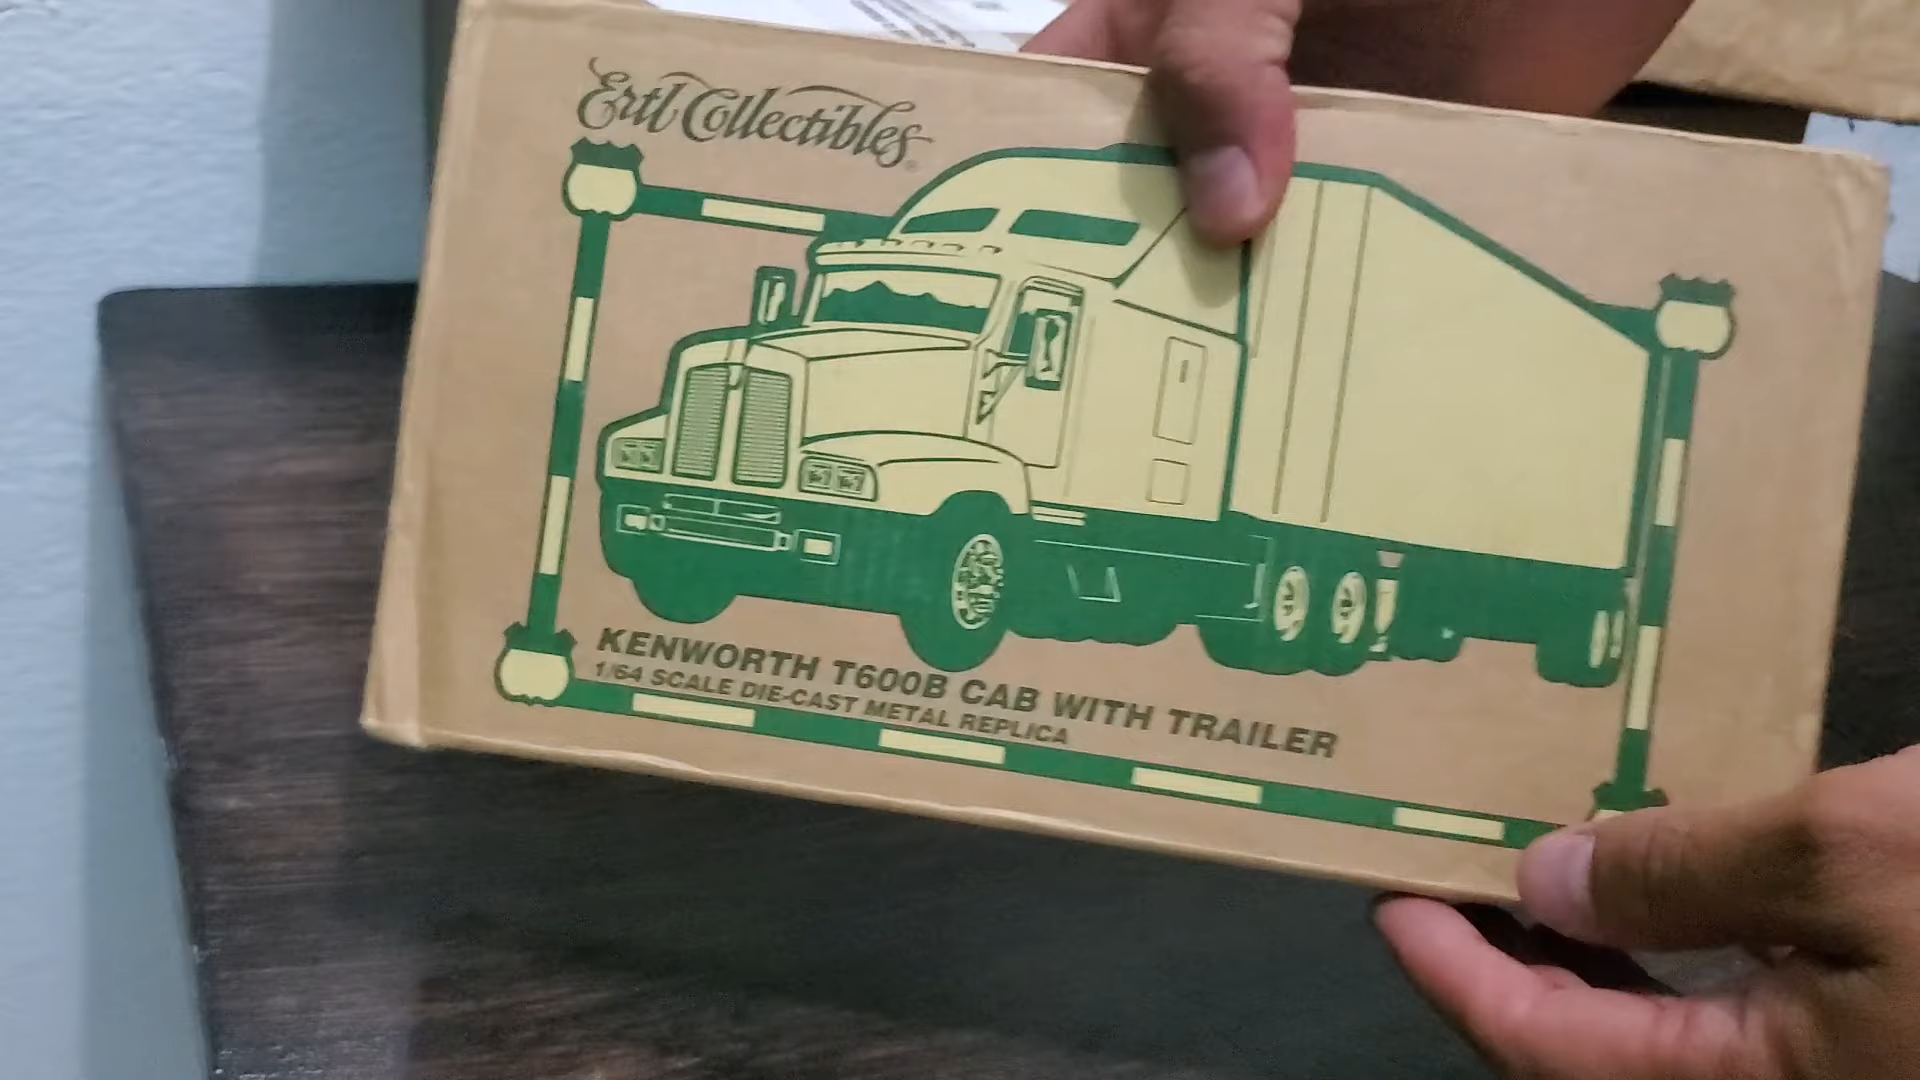 Ertl Collectibles®
KENWORTH T600B CAB WITH TRAILER
1/64 SCALE DIE-CAST METAL REPLICA